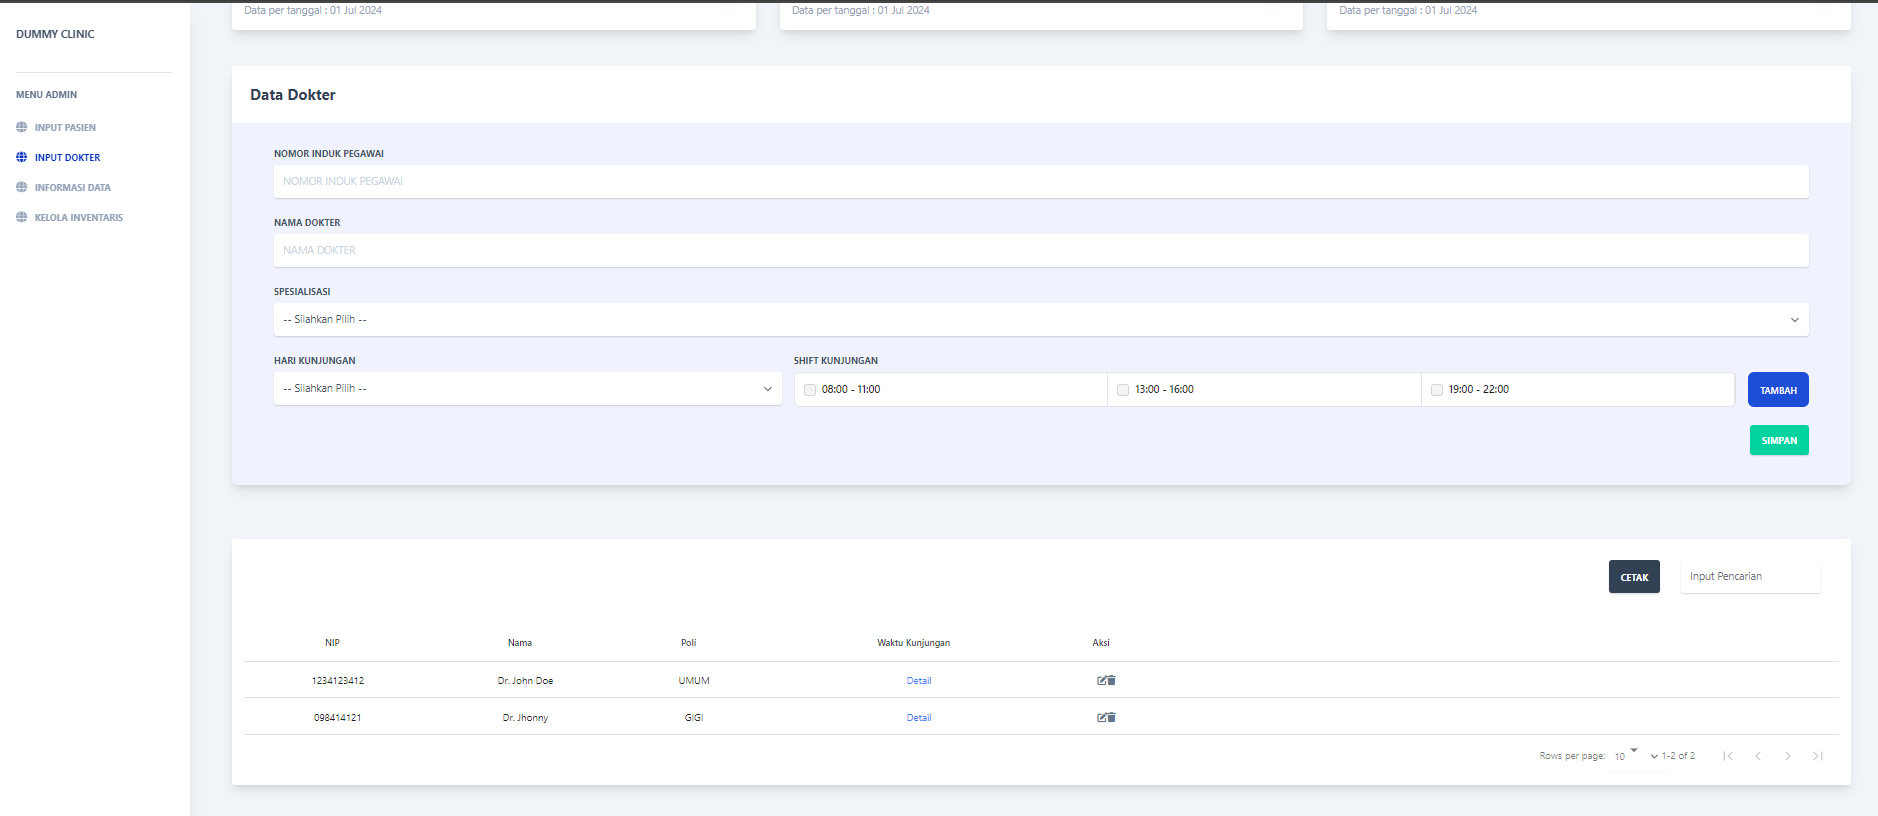 DUMMY CLINIC
MENU ADMIN
INPUT PASIEN
INPUT DOKTER
INFORMASI DATA
KELOLA INVENTARIS
Data per tanggal : 01 Jul 2024
Data per tanggal : 01 Jul 2024
Data per tanggal : 01 Jul 2024
Data Dokter
NOMOR INDUK PEGAWAI
NOMOR INDUK PEGAWAI
NAMA DOKTER
NAMA DOKTER
SPESIALISASI
-- Silahkan Pilih --
HARI KUNJUNGAN
-- Silahkan Pilih --
SHIFT KUNJUNGAN
08:00 - 11:00
13:00 - 16:00
19:00 - 22:00
TAMBAH
SIMPAN
CETAK
Input Pencarian
NIP Nama Poli Waktu Kunjungan Aksi
1234123412 Dr. John Doe UMUM Detail
098414121 Dr. Jhonny GIGI Detail
Rows per page: 10 1-2 of 2